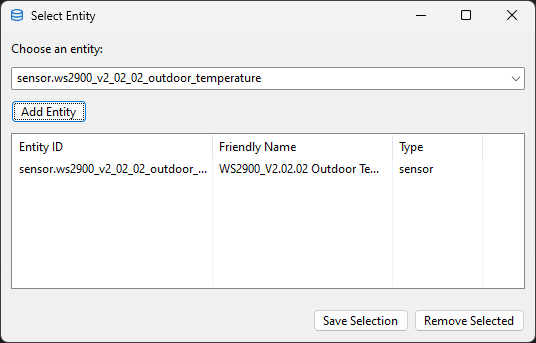 Select Entity
Choose an entity:
sensor.ws2900_v2_02_02_outdoor_temperature
Add Entity
Entity ID Friendly Name Type
sensor.ws2900_v2_02_02_outdoor_... WS2900_V2.02.02 Outdoor Te... sensor
Save Selection Remove Selected